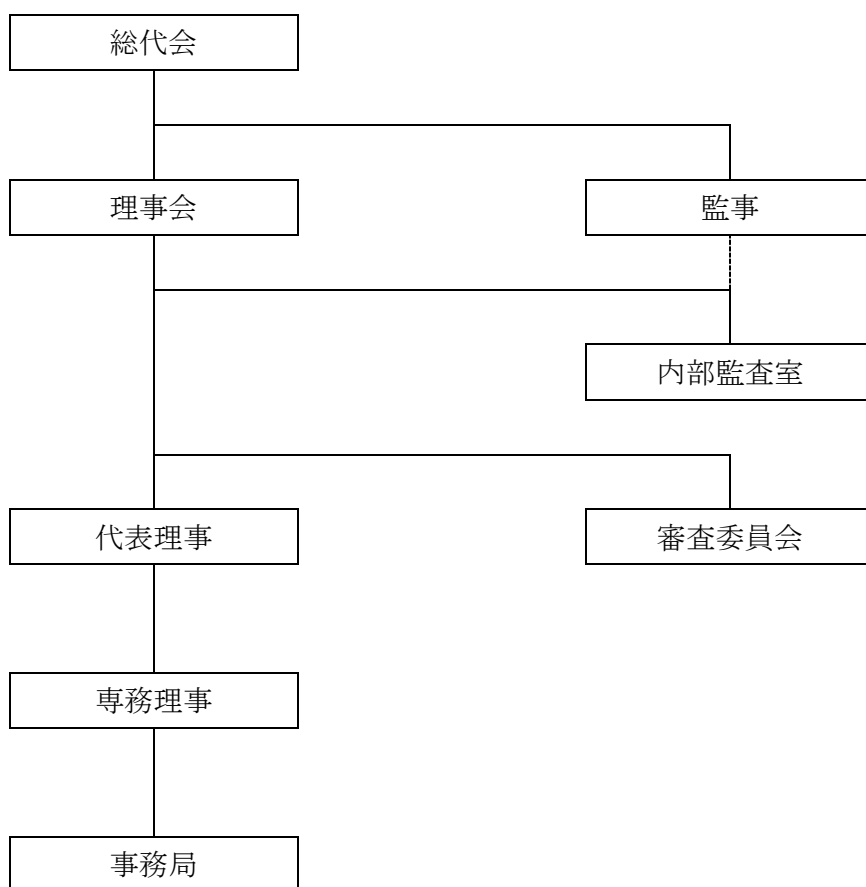 総代会
理事会
監事
内部監査室
代表理事
審査委員会
専務理事
事務局